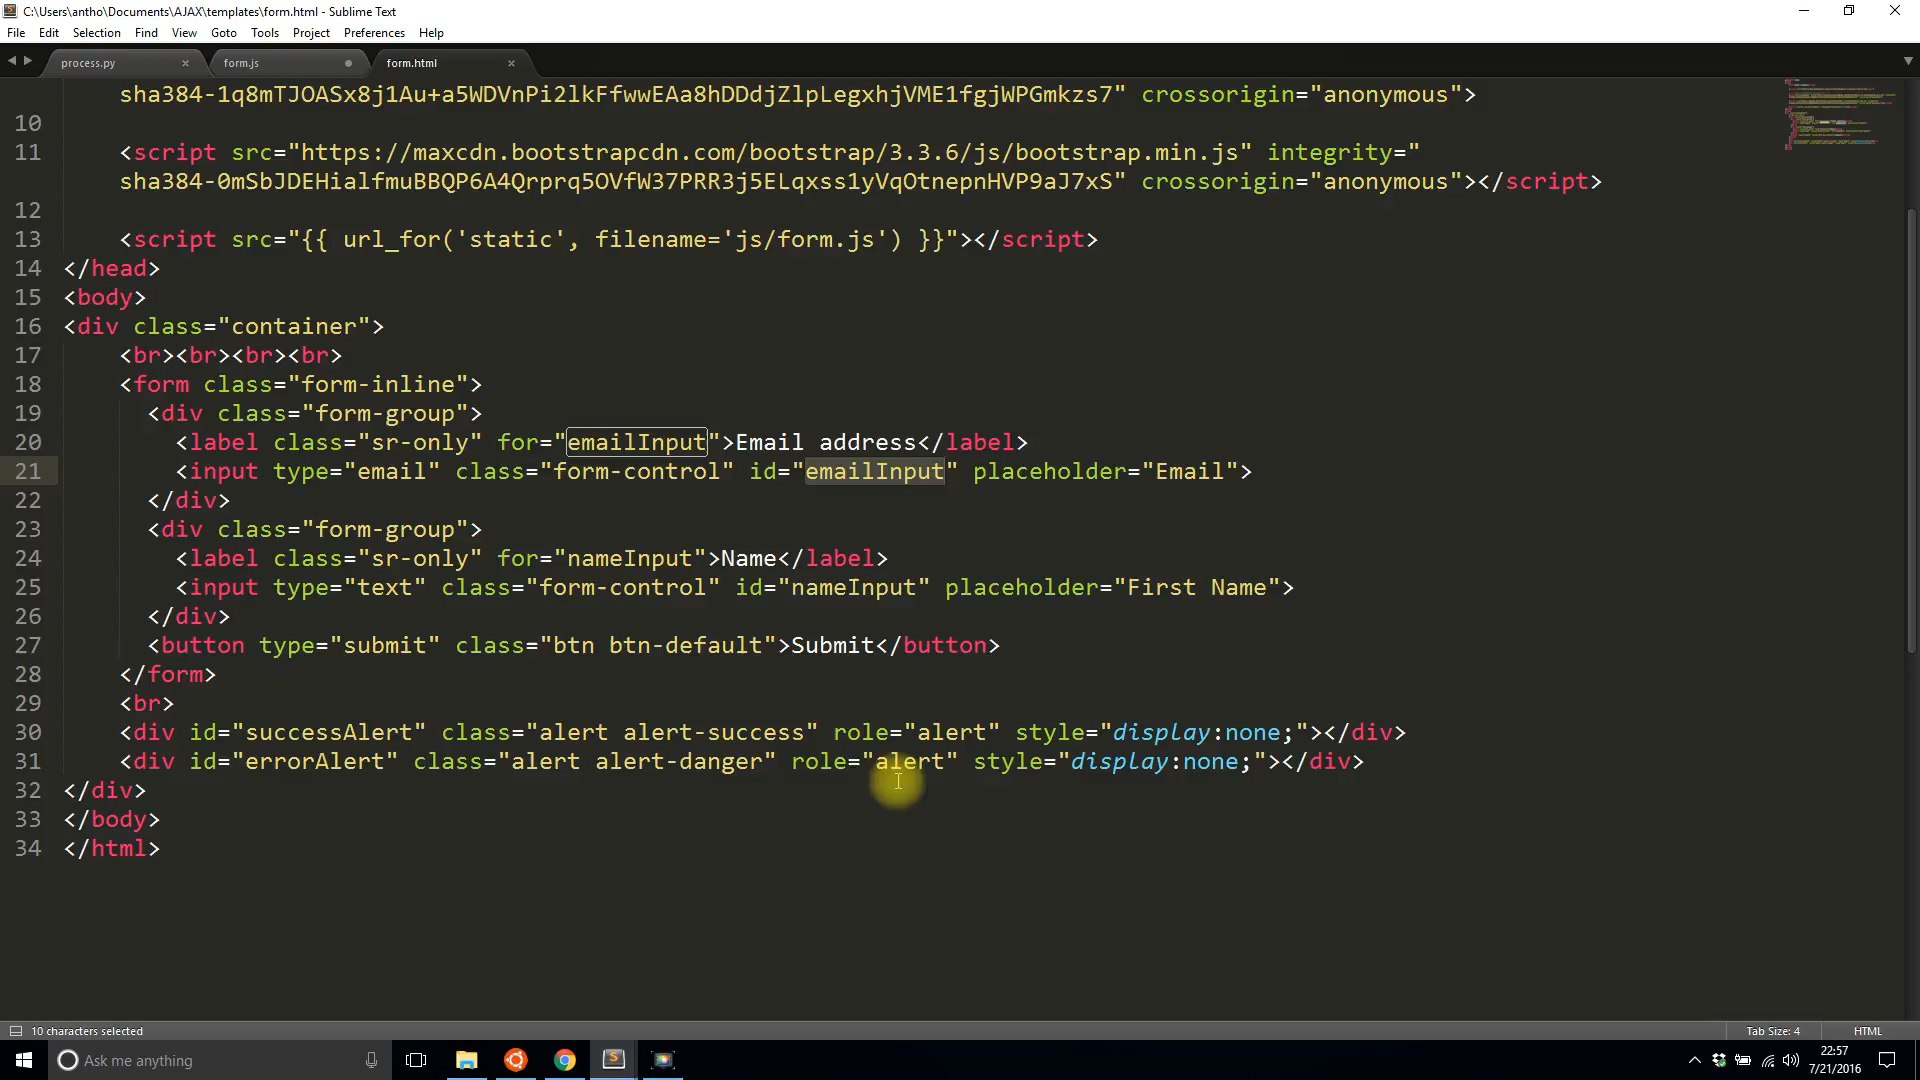 C:\Users\antho\Documents\AJAX\templates\form.html - Sublime Text
File Edit Selection Find View Goto Tools Project Preferences Help
process.py × form.js form.html ×
sha384-1q8mTJOASx8j1Au+a5WDVnPi2lkFfwwEAa8hDDdjZlpLegxhjVME1fgjWPGmkzs7" crossorigin="anonymous">
10
11 <script src="https://maxcdn.bootstrapcdn.com/bootstrap/3.3.6/js/bootstrap.min.js" integrity="
sha384-0mSbJDEHialfmuBBQP6A4Qrprq5OVfW37PRR3j5ELqxss1yVqOtnepnHVP9aJ7xS" crossorigin="anonymous"></script>
12
13 <script src="{{ url_for('static', filename='js/form.js') }}"></script>
14 </head>
15 <body>
16 <div class="container">
17 <br><br><br><br>
18 <form class="form-inline">
19 <div class="form-group">
20 <label class="sr-only" for="emailInput">Email address</label>
21 <input type="email" class="form-control" id="emailInput" placeholder="Email">
22 </div>
23 <div class="form-group">
24 <label class="sr-only" for="nameInput">Name</label>
25 <input type="text" class="form-control" id="nameInput" placeholder="First Name">
26 </div>
27 <button type="submit" class="btn btn-default">Submit</button>
28 </form>
29 <br>
30 <div id="successAlert" class="alert alert-success" role="alert" style="display:none;"></div>
31 <div id="errorAlert" class="alert alert-danger" role="alert" style="display:none;"></div>
32 </div>
33 </body>
34 </html>
10 characters selected Tab Size: 4 HTML
Ask me anything 22:57
7/21/2016